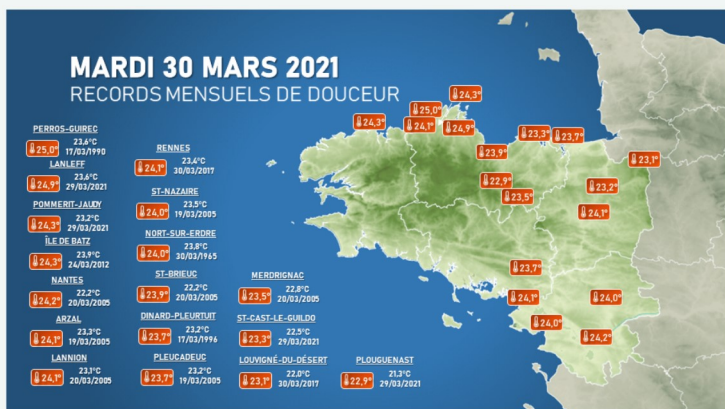 MARDI 30 MARS 2021
RECORDS MENSUELS DE DOUCEUR
PERROS-GUIREC
25,0° 23,6°C
17/03/1990
LANLEFF
24,9° 23,6°C
29/03/2021
POMMERIT-JAUDY
24,3° 23,2°C
29/03/2021
ÎLE DE BATZ
24,3° 23,9°C
24/03/2012
NANTES
24,2° 22,2°C
20/03/2005
ARZAL
24,1° 23,3°C
19/03/2005
LANNION
24,1° 23,1°C
20/03/2005
RENNES
24,1° 23,4°C
30/03/2017
ST-NAZAIRE
24,0° 23,5°C
19/03/2005
NORT-SUR-ERDRE
24,0° 23,8°C
30/03/1965
ST-BRIEUC
23,9° 22,2°C
20/03/2005
DINARD-PLEURTUIT
23,7° 23,2°C
17/03/1996
PLEUCADEUC
23,7° 23,2°C
19/03/2005
MERDRIGNAC
23,5° 22,8°C
20/03/2005
ST-CAST-LE-GUILDO
23,3° 22,5°C
29/03/2021
LOUVIGNÉ-DU-DÉSERT
23,1° 22,0°C
30/03/2017
PLOUGUENAST
22,9° 21,3°C
29/03/2021
24,3°
25,0°
24,3°
24,1°
24,9°
23,3°
23,7°
23,9°
23,1°
22,9°
23,2°
23,5°
24,1°
23,7°
24,1°
24,0°
24,0°
24,2°